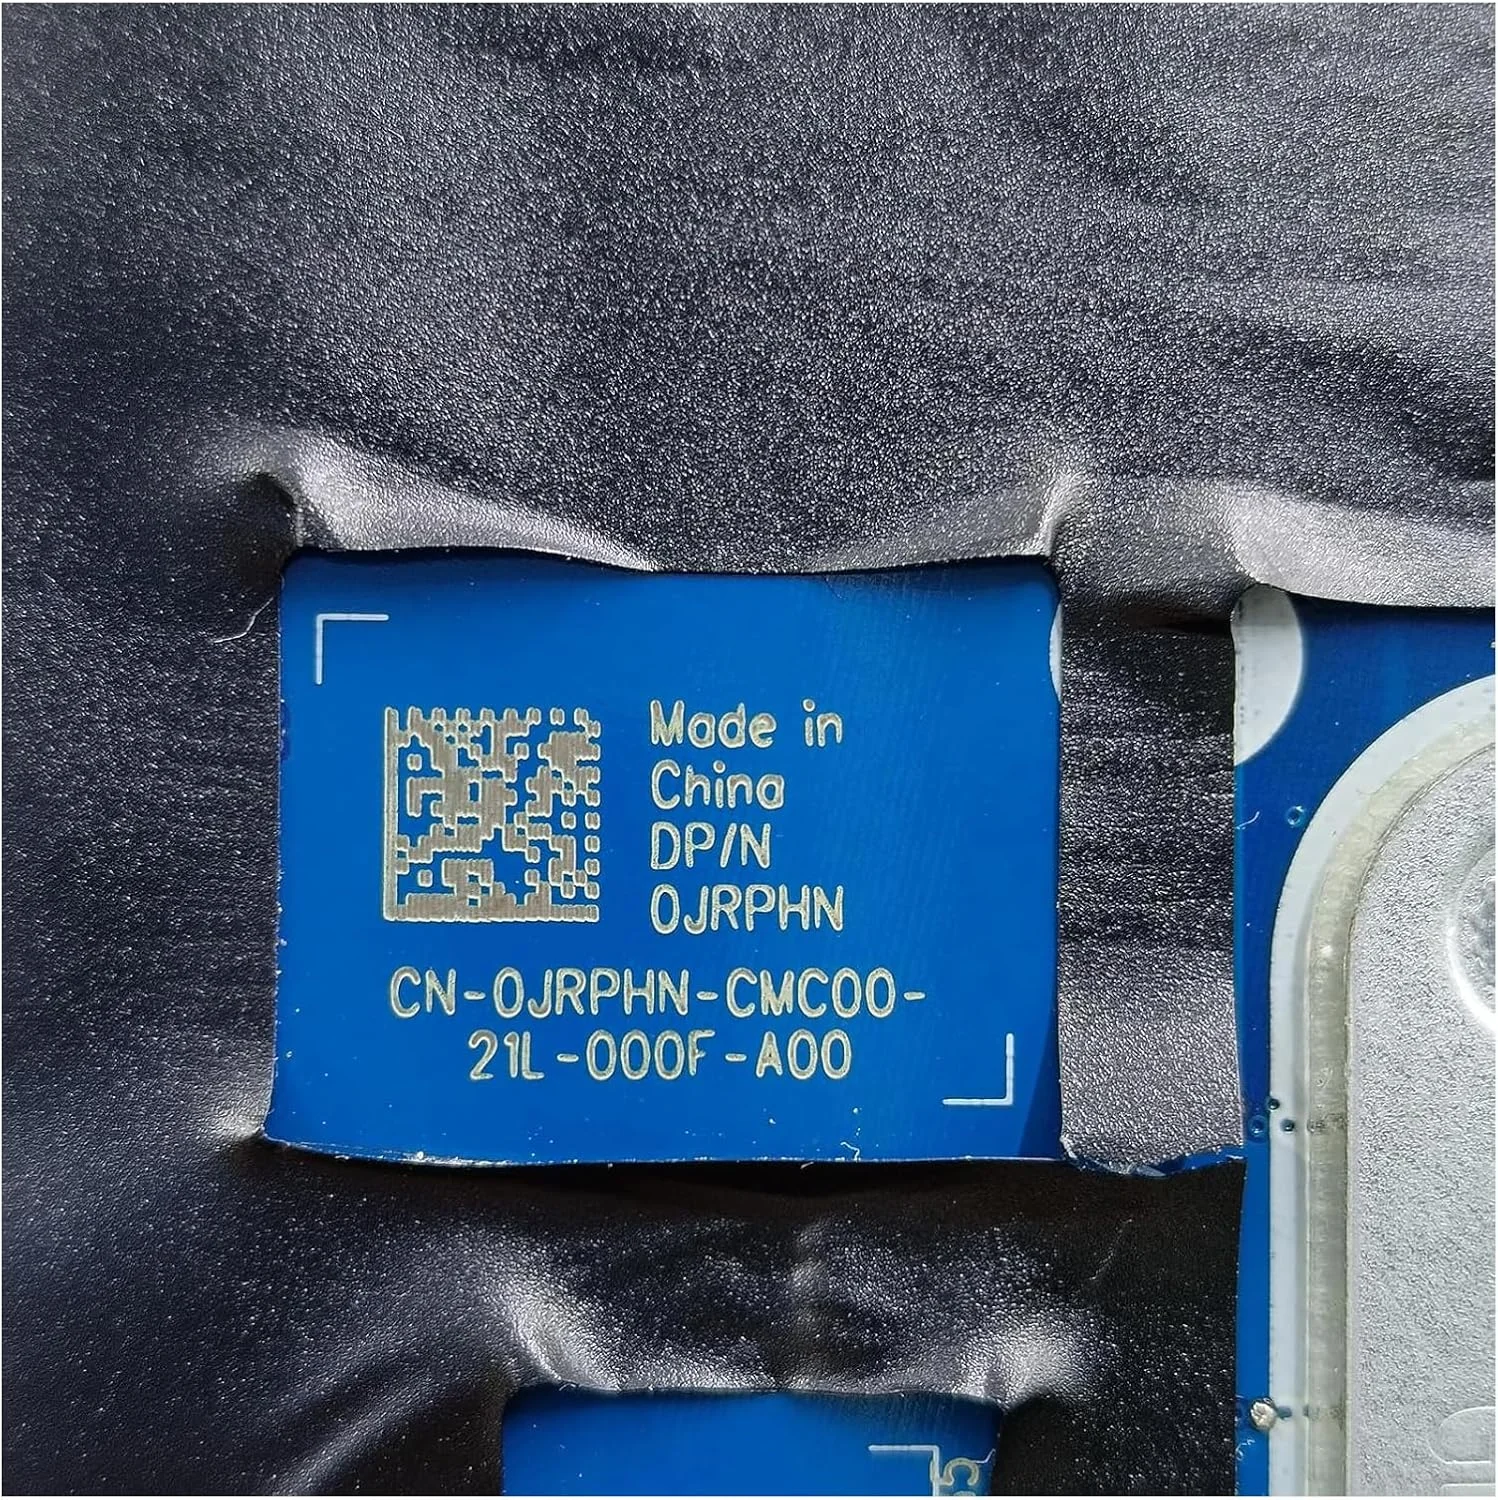 Made in
China
DP/N
0JRPHN
CN-0JRPHN-CMC00-
21L-000F-A00